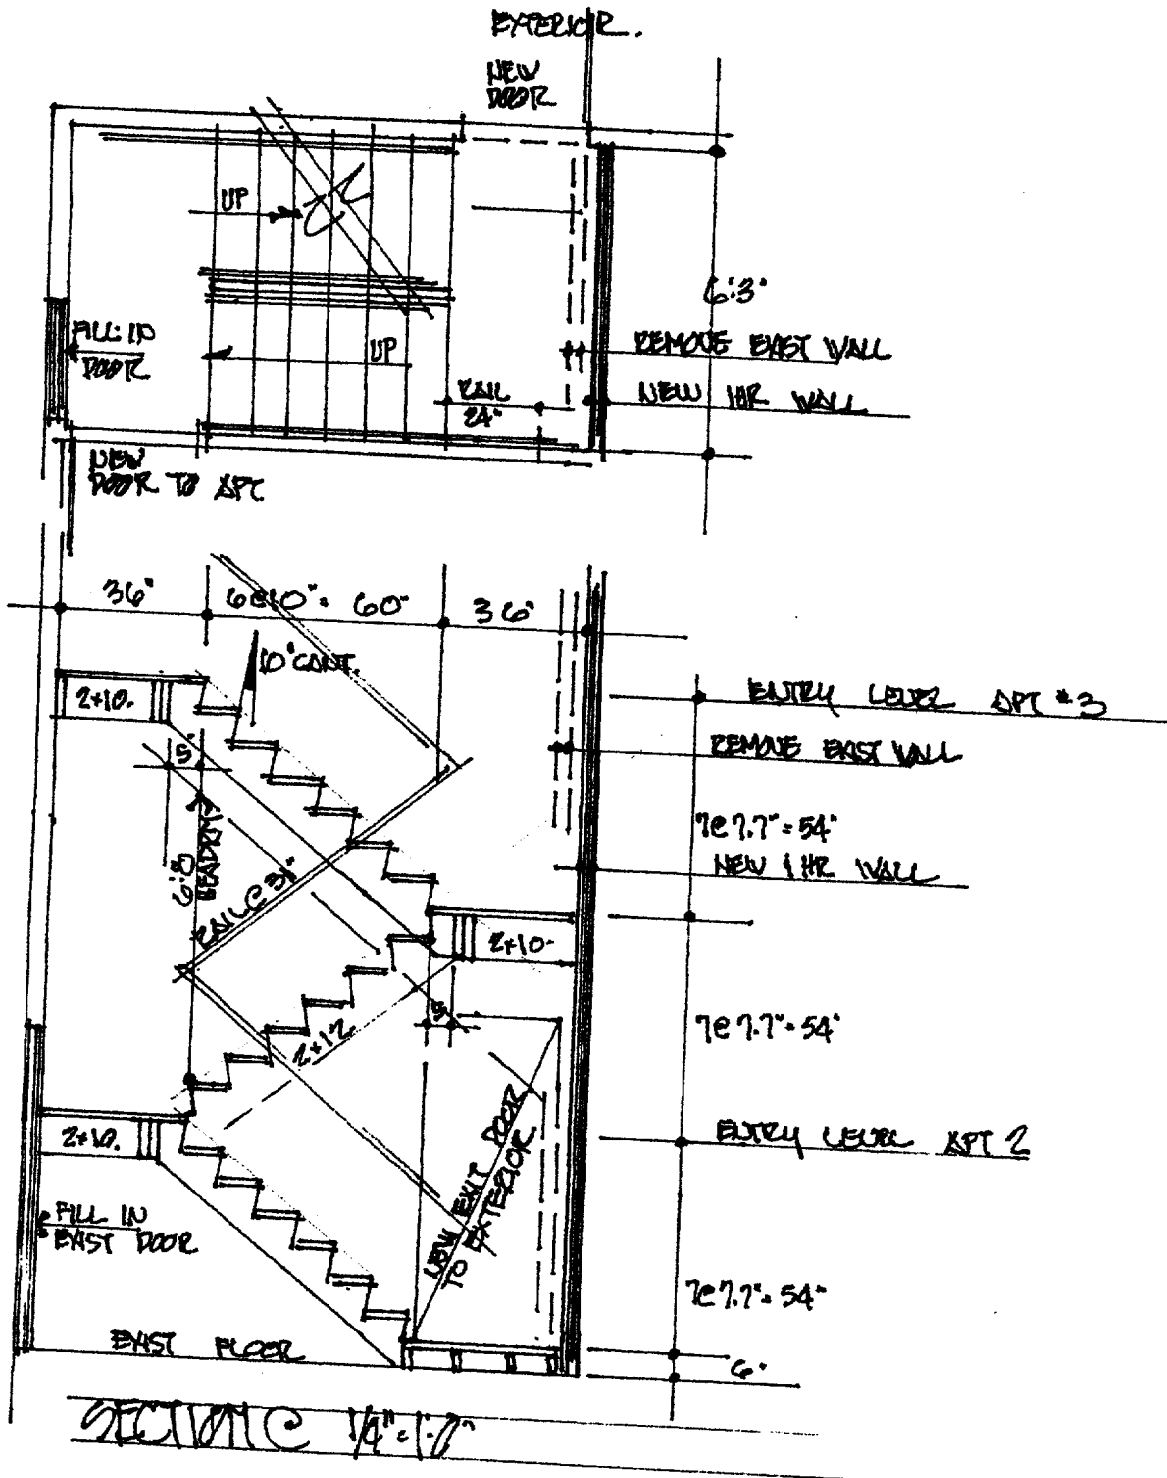 EXTERIOR.
NEW
DOOR
UP
6'3"
FILL IN
DOOR
UP
REMOVE EXIST WALL
RAIL
24"
NEW 1HR WALL
NEW
DOOR TO APT.
36"
6@10" = 60"
36"
10" CANT.
2x10.
ENTRY LEVEL APT #3
REMOVE EXIST WALL
5"
7@7.7" = 54"
6'8
HEADRM
NEW 1 HR WALL
RAIL @ 34"
2x10.
5"
7@7.7" = 54"
2x12
2x10.
ENTRY LEVEL APT 2
NEW EXIT DOOR
TO EXTERIOR
FILL IN
EXIST DOOR
7@7.7" = 54"
EXIST FLOOR
6"
SECTION C 1/4" = 1'-0"